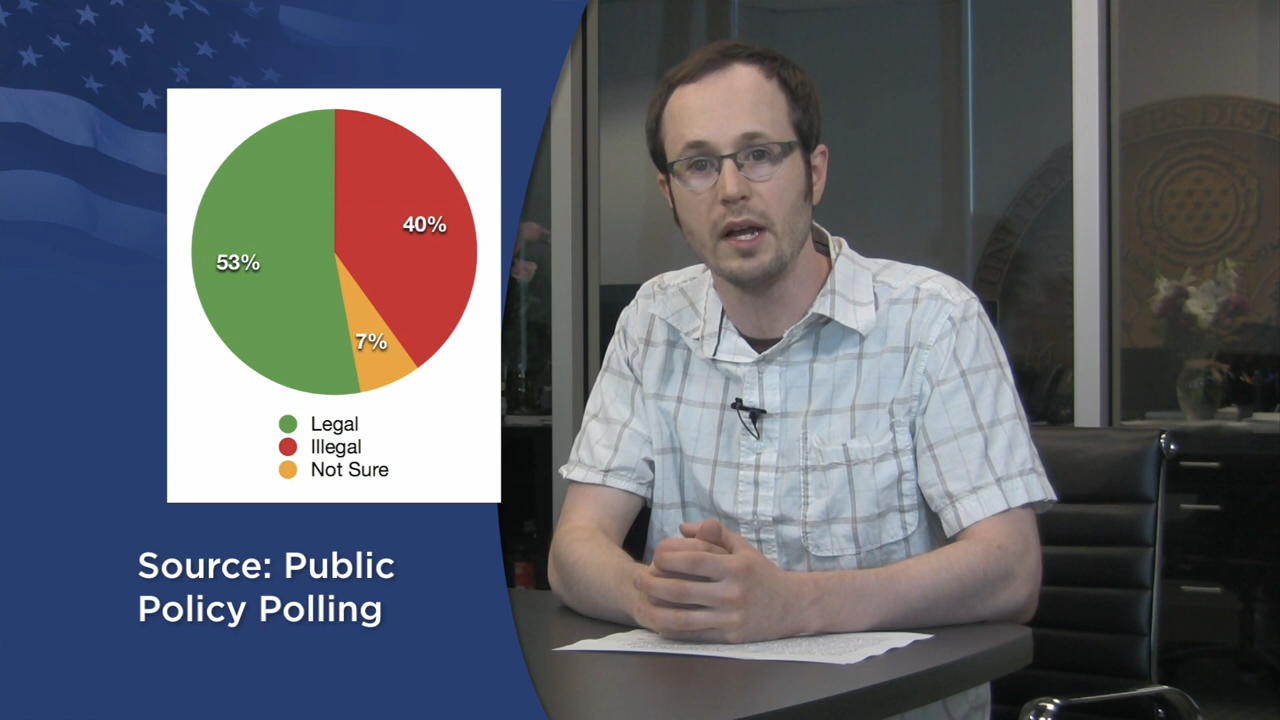 53%
40%
7%
Legal
Illegal
Not Sure
Source: Public
Policy Polling